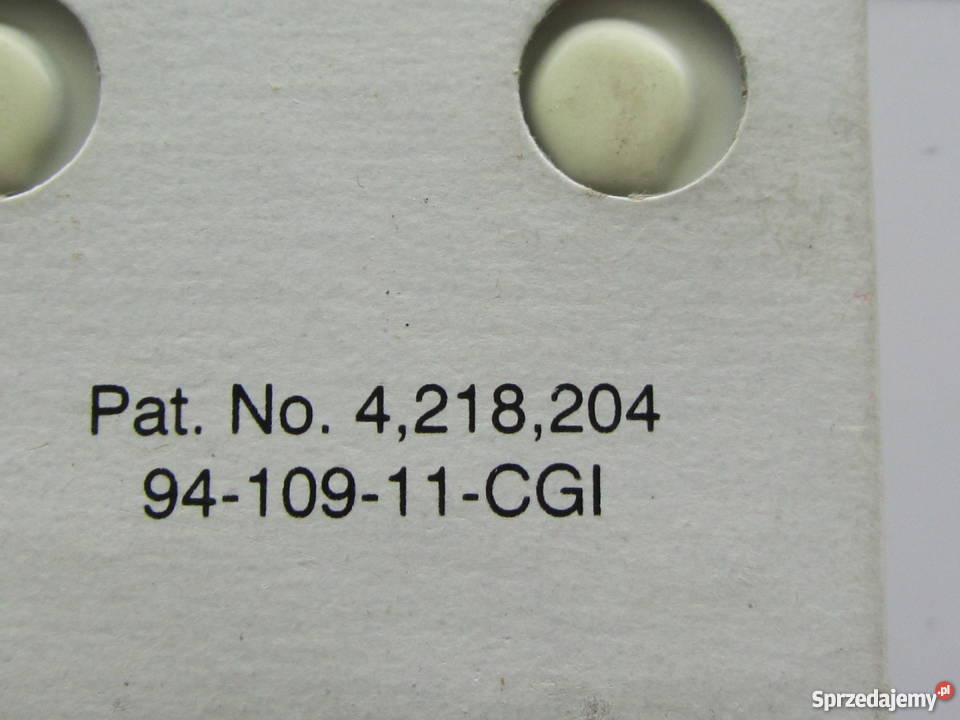 Pat. No. 4,218,204
94-109-11-CGI
Sprzedajemy.pl